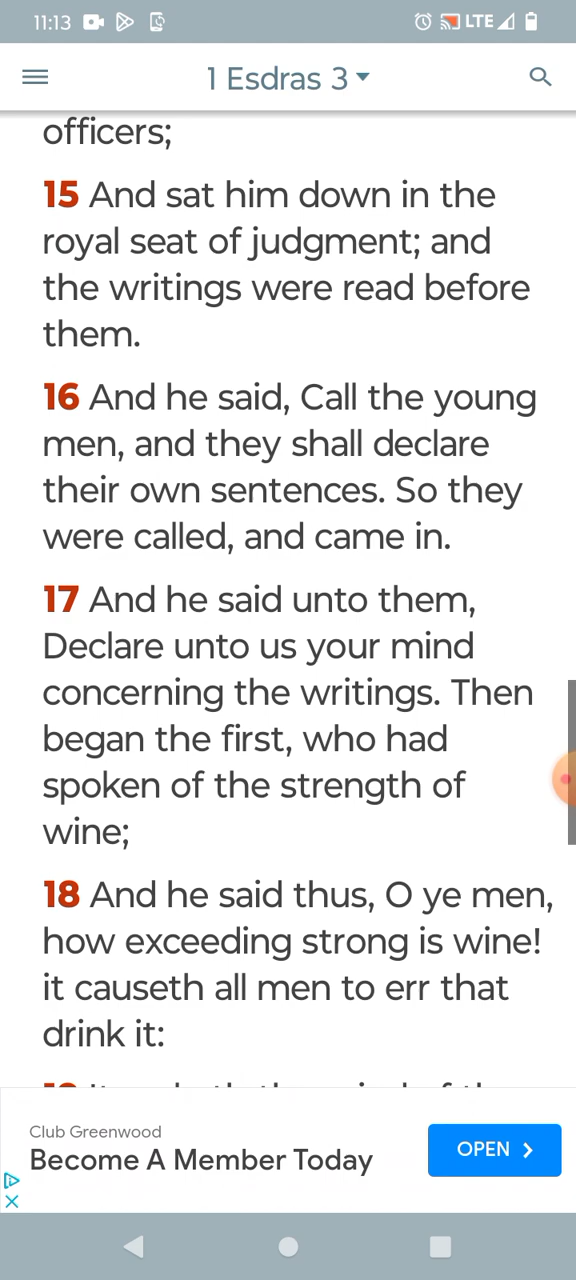 11:13 LTE
1 Esdras 3
officers;
15 And sat him down in the
royal seat of judgment; and
the writings were read before
them.
16 And he said, Call the young
men, and they shall declare
their own sentences. So they
were called, and came in.
17 And he said unto them,
Declare unto us your mind
concerning the writings. Then
began the first, who had
spoken of the strength of
wine;
18 And he said thus, O ye men,
how exceeding strong is wine!
it causeth all men to err that
drink it:
Club Greenwood
Become A Member Today
OPEN